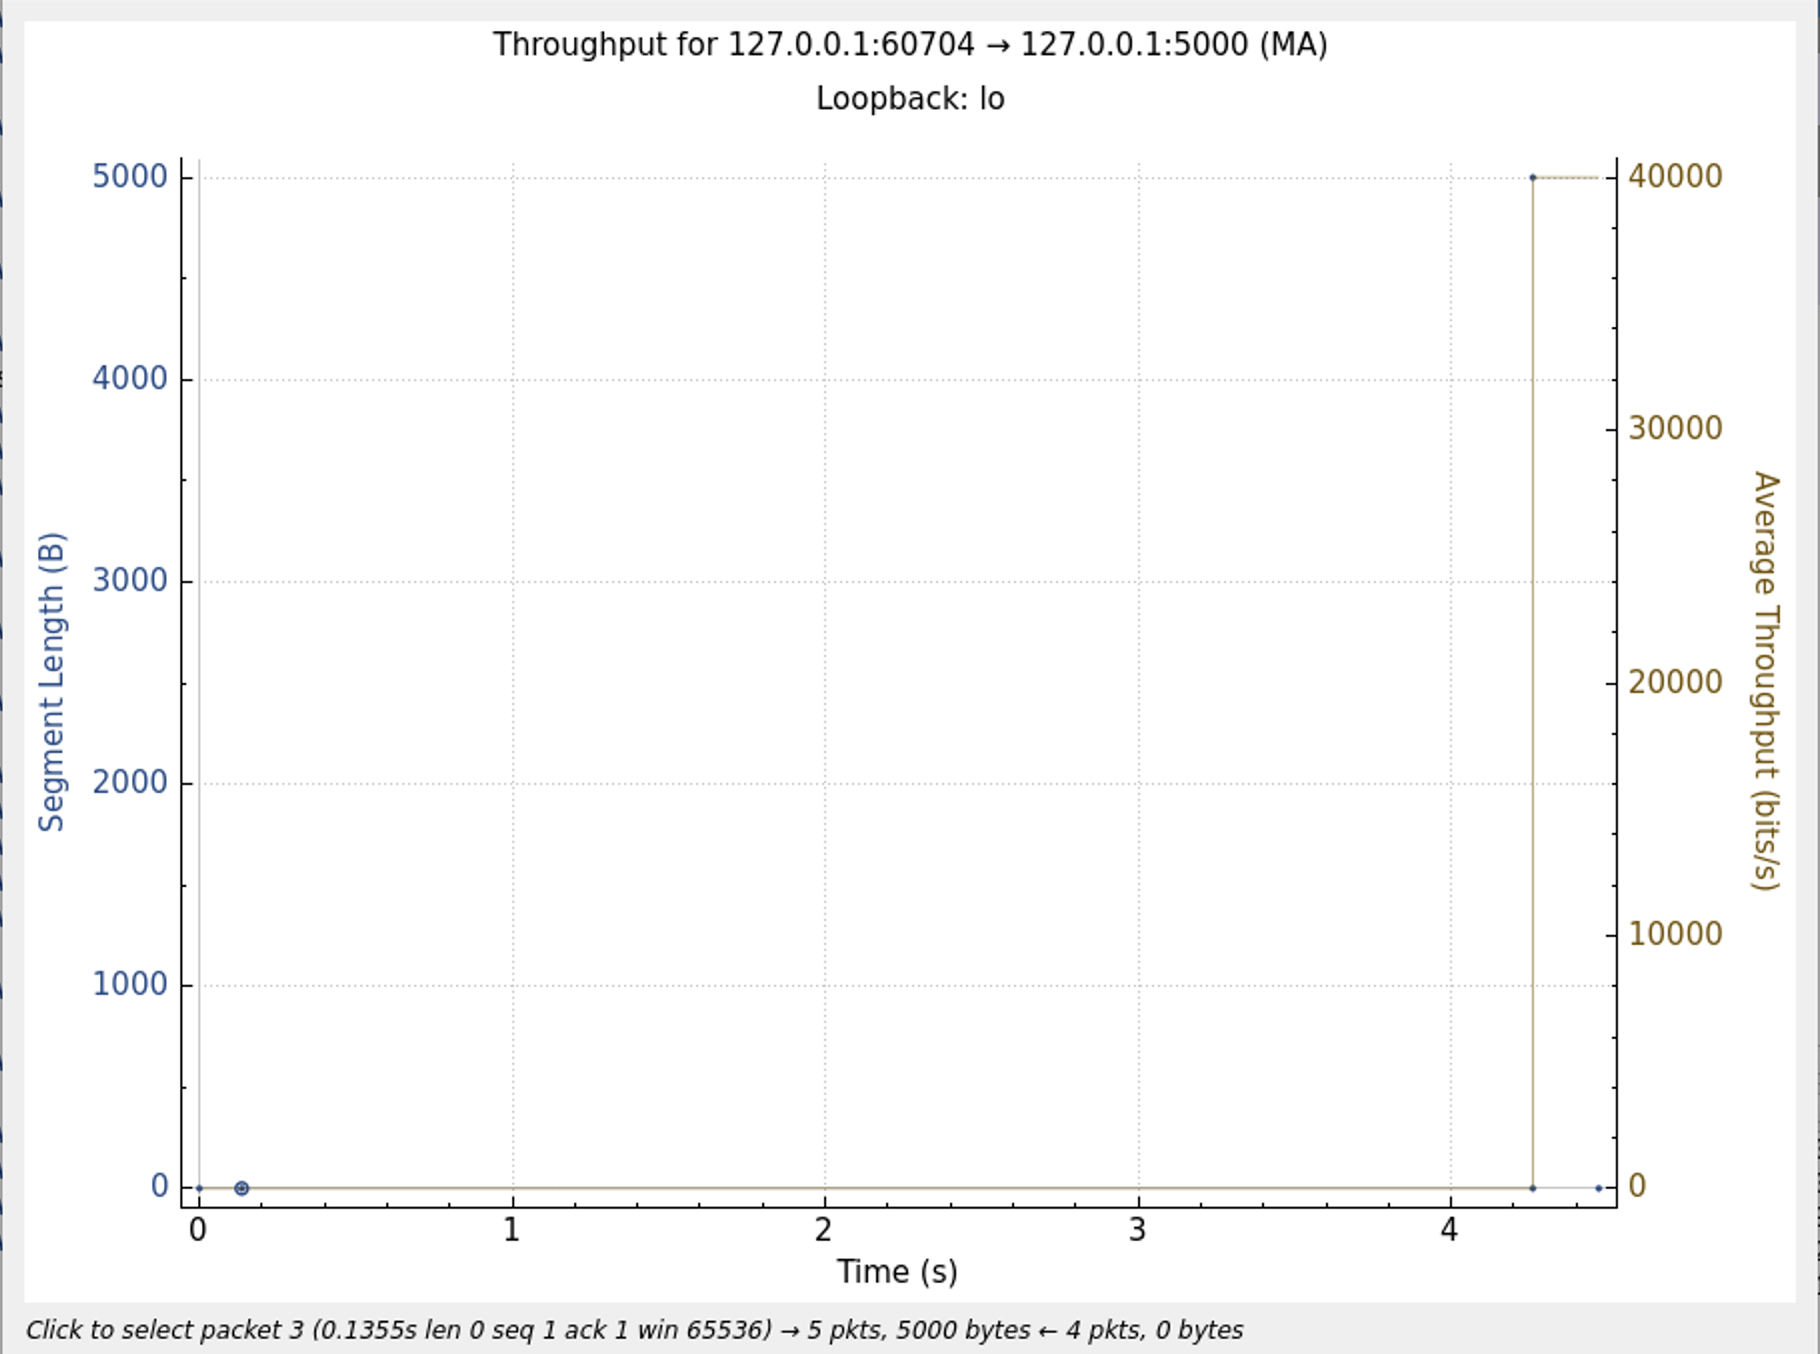 Throughput for 127.0.0.1:60704 → 127.0.0.1:5000 (MA)
Loopback: lo
5000
4000
3000
2000
1000
0
Segment Length (B)
40000
30000
20000
10000
0
Average Throughput (bits/s)
0 1 2 3 4
Time (s)
Click to select packet 3 (0.1355s len 0 seq 1 ack 1 win 65536) → 5 pkts, 5000 bytes ← 4 pkts, 0 bytes